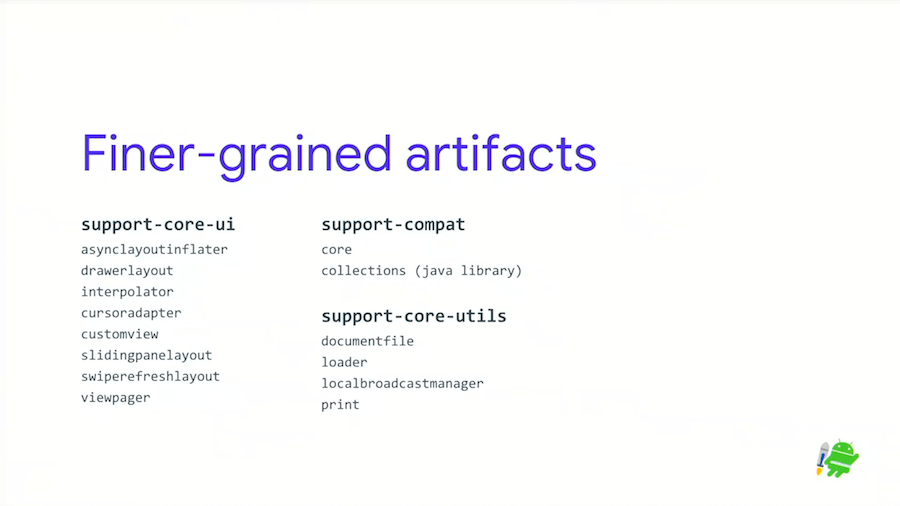 Finer-grained artifacts
support-core-ui
asynclayoutinflater
drawerlayout
interpolator
cursoradapter
customview
slidingpanelayout
swiperefreshlayout
viewpager
support-compat
core
collections (java library)
support-core-utils
documentfile
loader
localbroadcastmanager
print